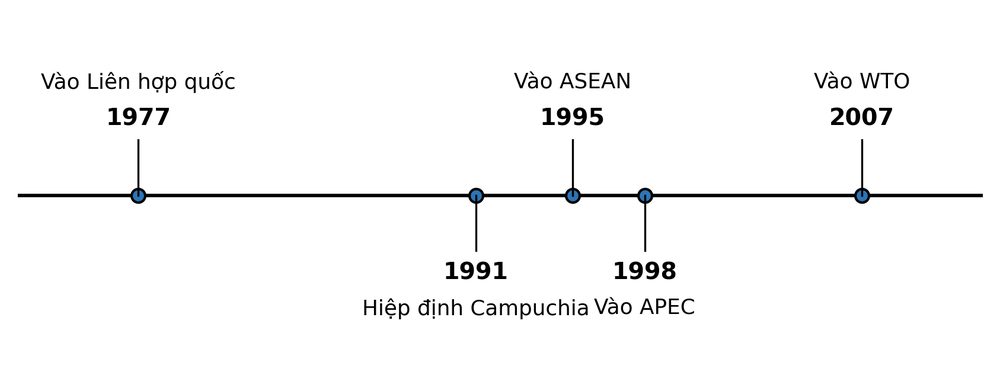 Vào Liên hợp quốc
1977
Vào ASEAN
1995
Vào WTO
2007
1991
Hiệp định Campuchia
1998
Vào APEC